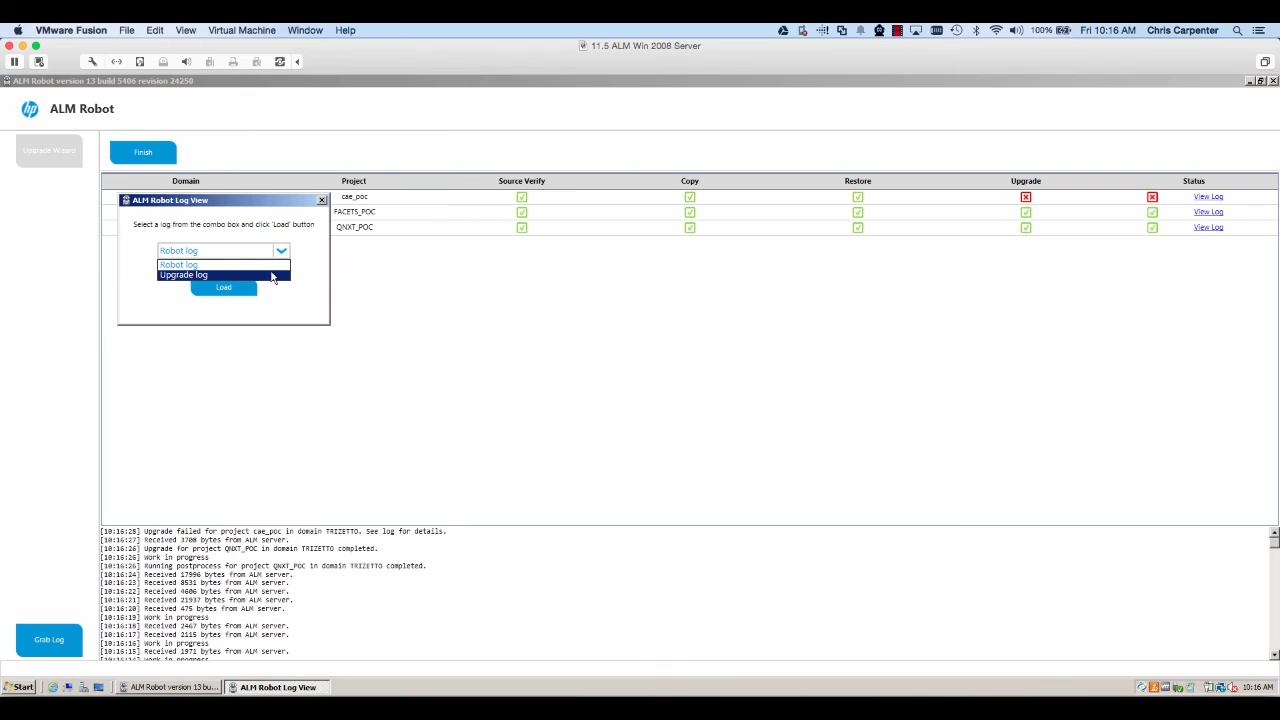 VMware Fusion File Edit View Virtual Machine Window Help 100% Fri 10:16 AM Chris Carpenter
11.5 ALM Win 2008 Server
ALM Robot version 13 build 5406 revision 24250
hp ALM Robot
Upgrade Wizard
Finish
Domain Project Source Verify Copy Restore Upgrade Status
cae_poc View Log
FACETS_POC View Log
QNXT_POC View Log
ALM Robot Log View
Select a log from the combo box and click 'Load' button
Robot log
Robot log
Upgrade log
Load
[10:16:28] Upgrade failed for project cae_poc in domain TRIZETTO. See log for details.
[10:16:27] Received 3708 bytes from ALM server.
[10:16:26] Upgrade for project QNXT_POC in domain TRIZETTO completed.
[10:16:26] Work in progress
[10:16:26] Running postprocess for project QNXT_POC in domain TRIZETTO completed.
[10:16:24] Received 17996 bytes from ALM server.
[10:16:23] Received 8531 bytes from ALM server.
[10:16:22] Received 4606 bytes from ALM server.
[10:16:21] Received 21937 bytes from ALM server.
[10:16:20] Received 475 bytes from ALM server.
[10:16:19] Work in progress
[10:16:18] Received 2467 bytes from ALM server.
[10:16:17] Received 2115 bytes from ALM server.
[10:16:16] Work in progress
[10:16:15] Received 1971 bytes from ALM server.
[10:16:14] Work in progress
Grab Log
Start ALM Robot version 13 bu... ALM Robot Log View 10:16 AM